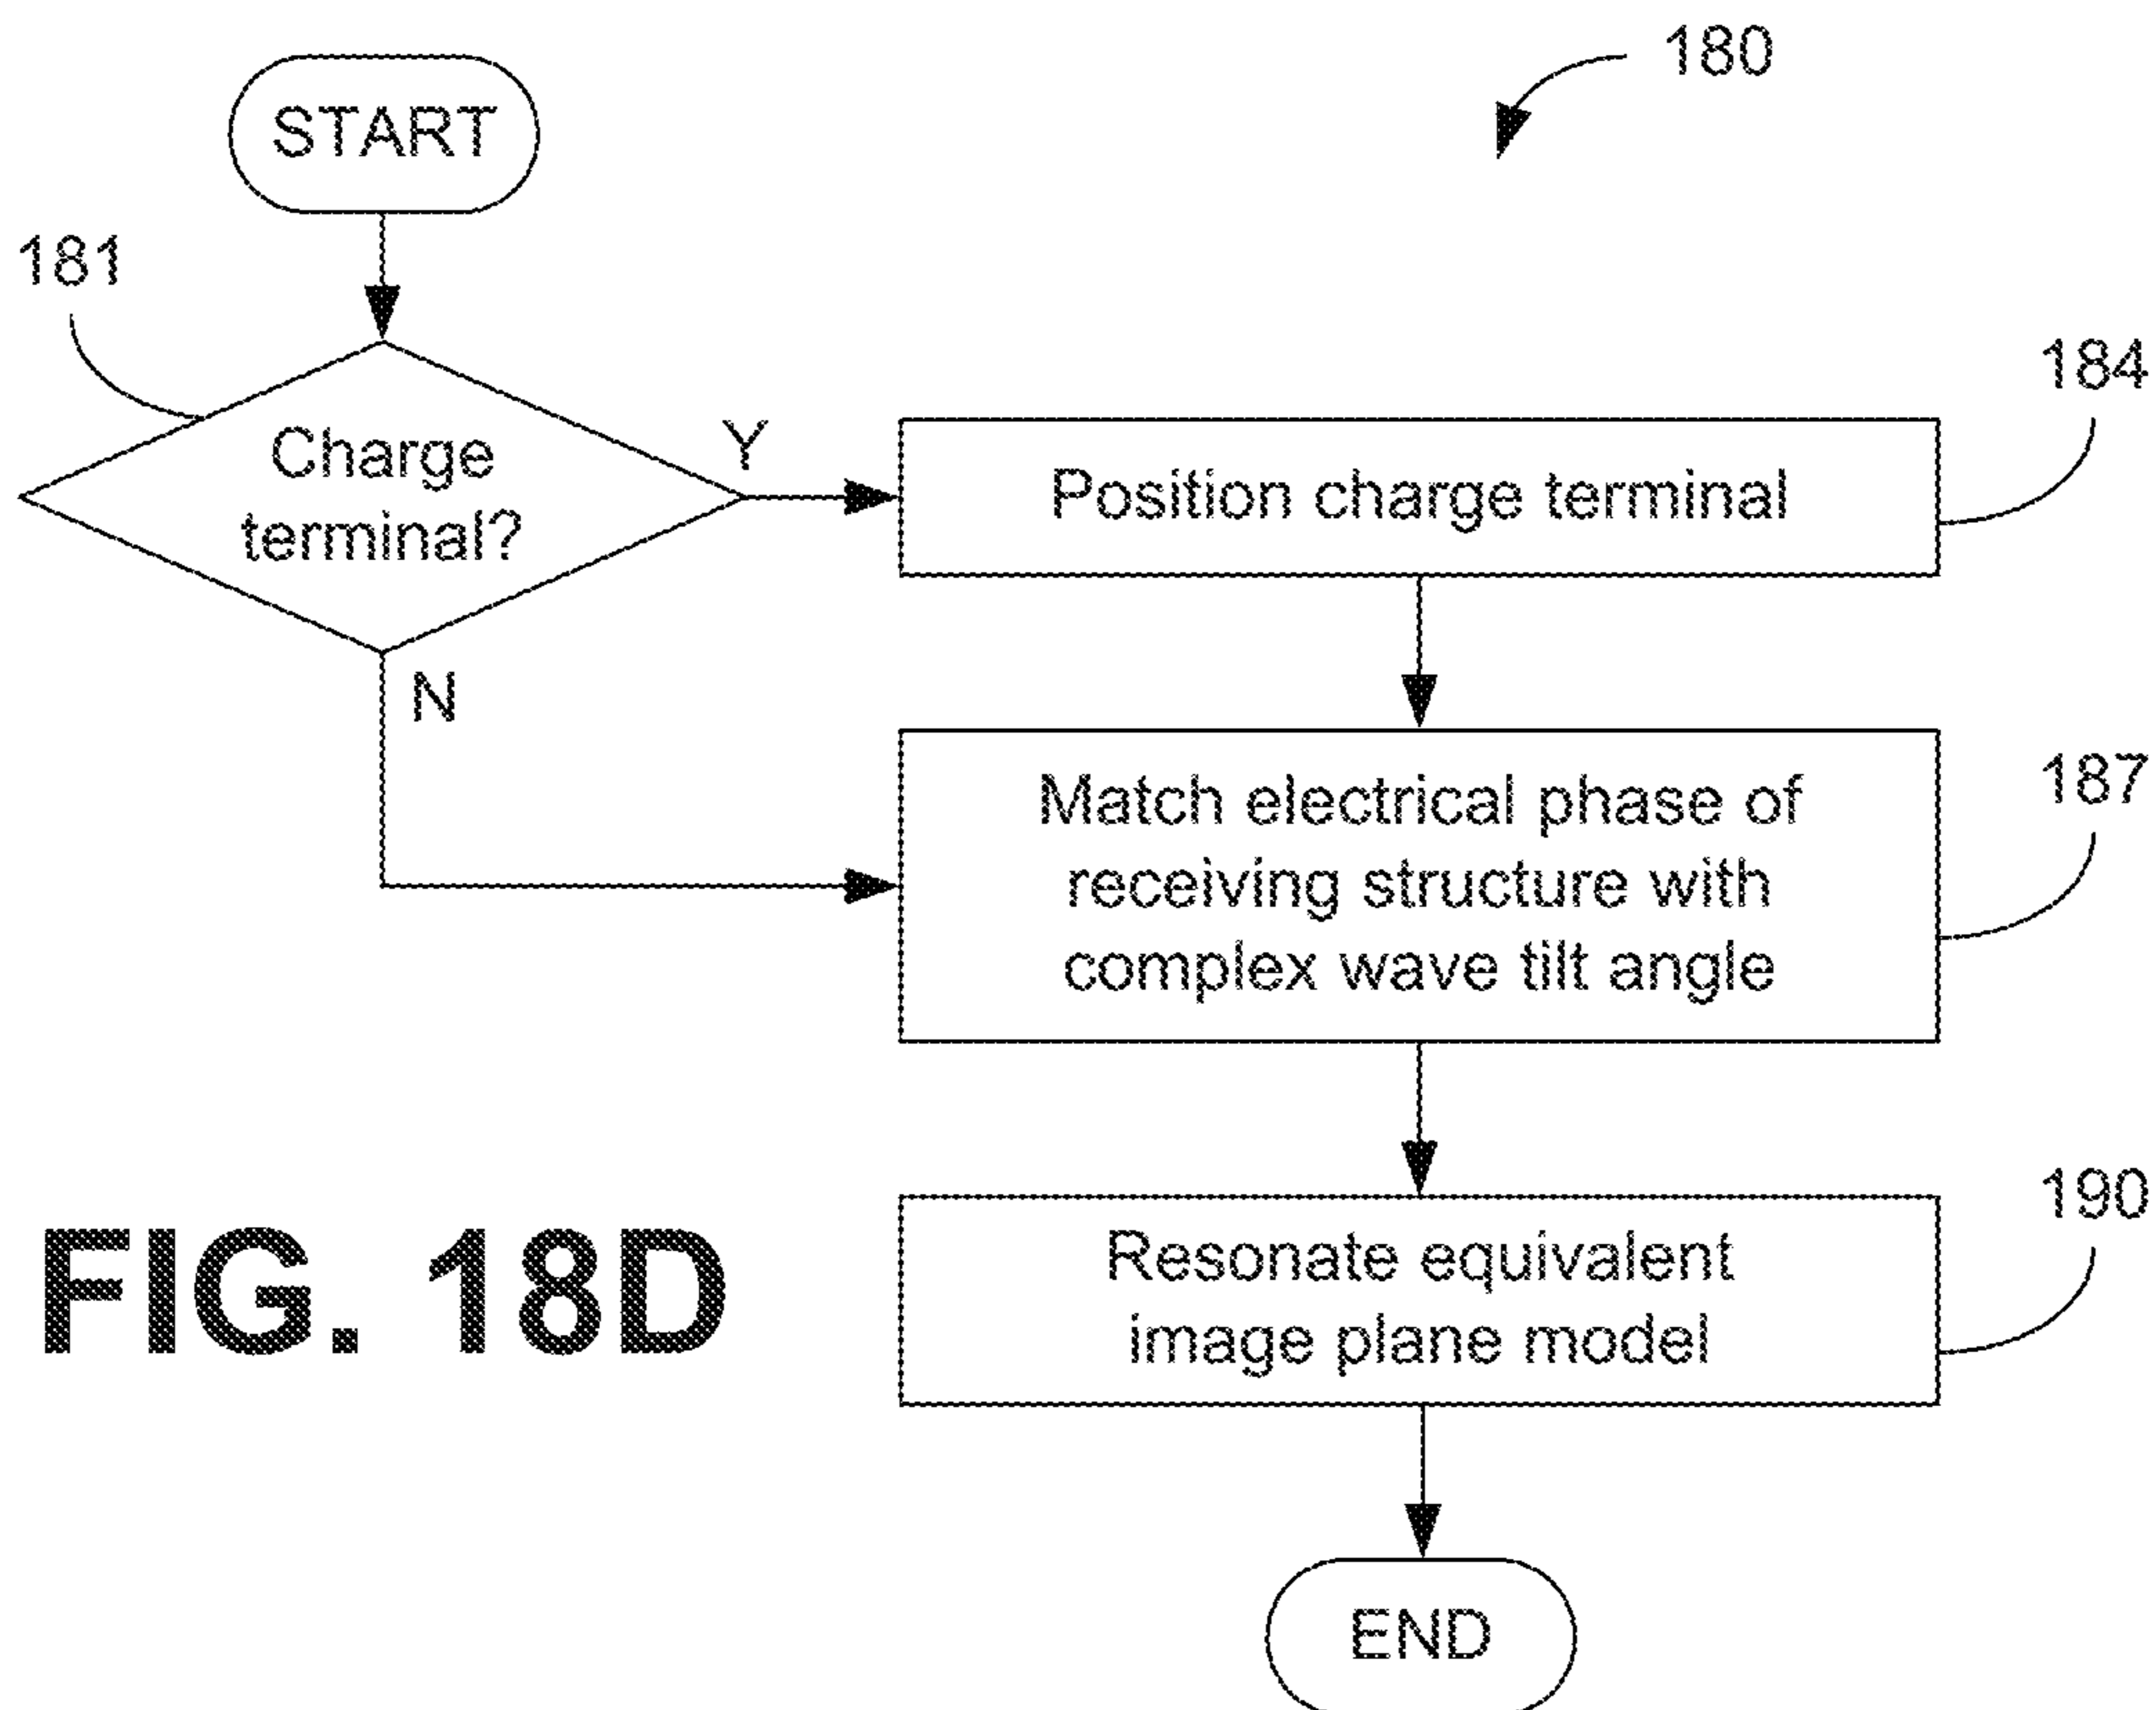 180
START
181
Charge
terminal?
Y
N
184
Position charge terminal
187
Match electrical phase of
receiving structure with
complex wave tilt angle
190
Resonate equivalent
image plane model
END
FIG. 18D